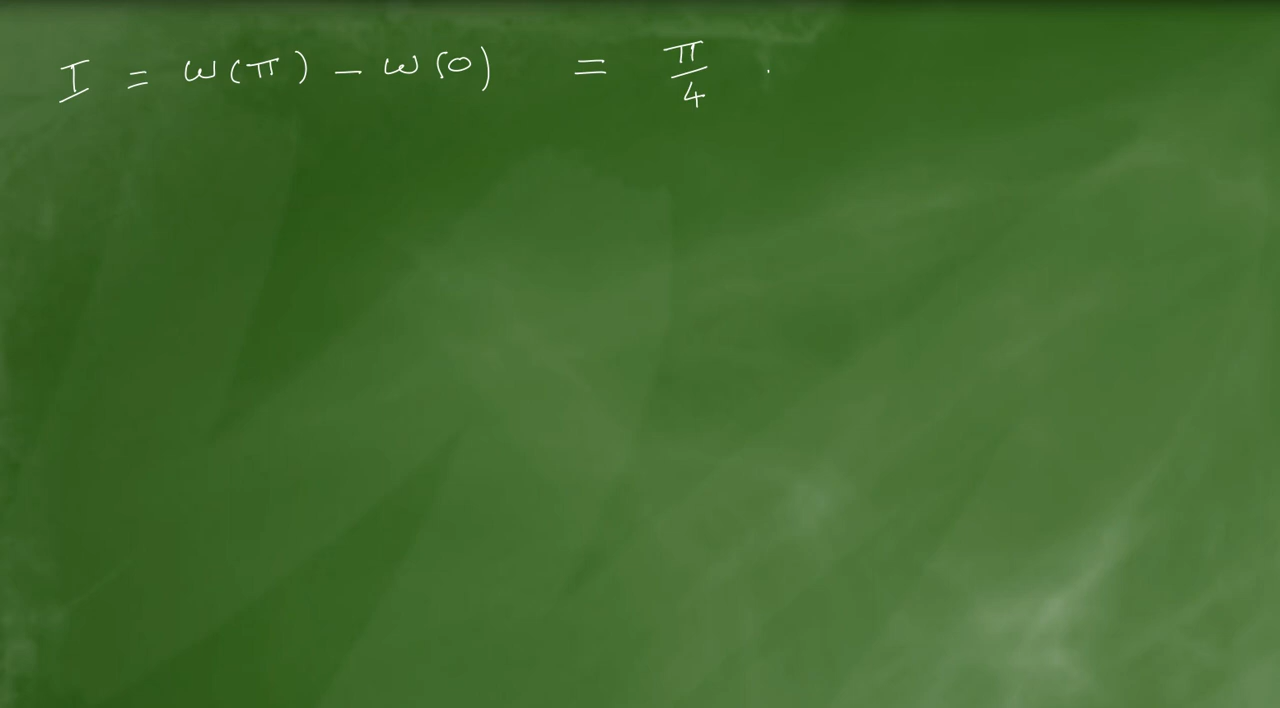 I = ω(π) − ω(0) = π/4.